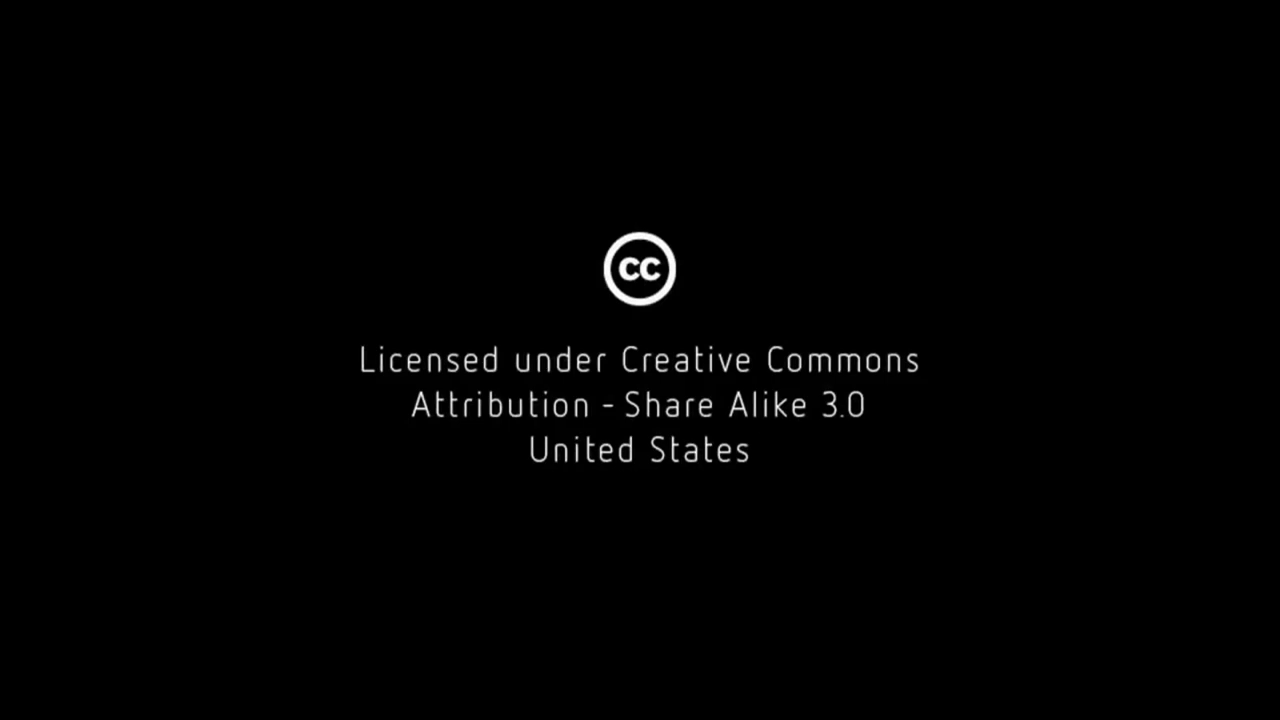 cc
Licensed under Creative Commons
Attribution - Share Alike 3.0
United States